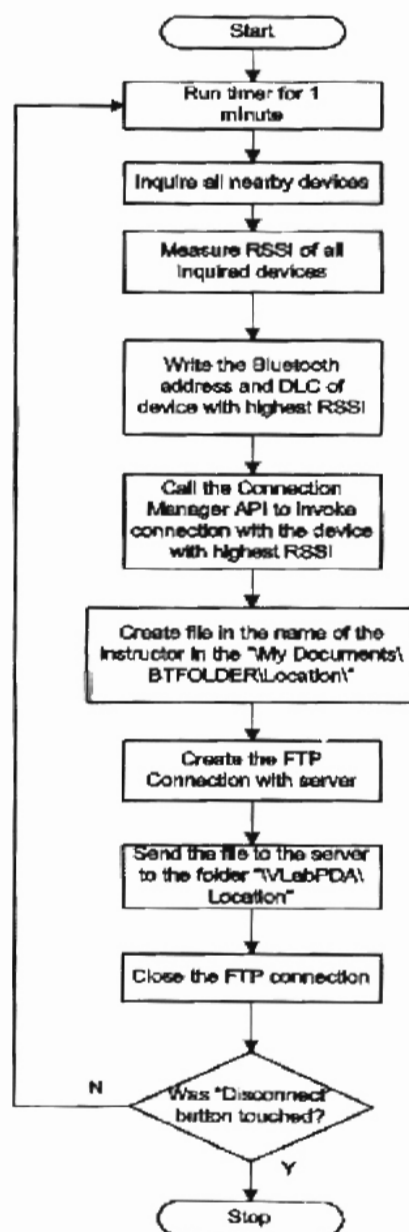 Start
Run timer for 1
minute
Inquire all nearby devices
Measure RSSI of all
Inquired devices
Write the Bluetooth
address and DLC of
device with highest RSSI
Call the Connection
Manager API to Invoke
connection with the device
with highest RSSI
Create file in the name of the
Instructor in the "\My Documents\
BTFOLDER\Location\"
Create the FTP
Connection with server
Send the file to the server
to the folder "\VLabPDA\
Location"
Close the FTP connection
Was "Disconnect"
button touched?
N
Y
Stop